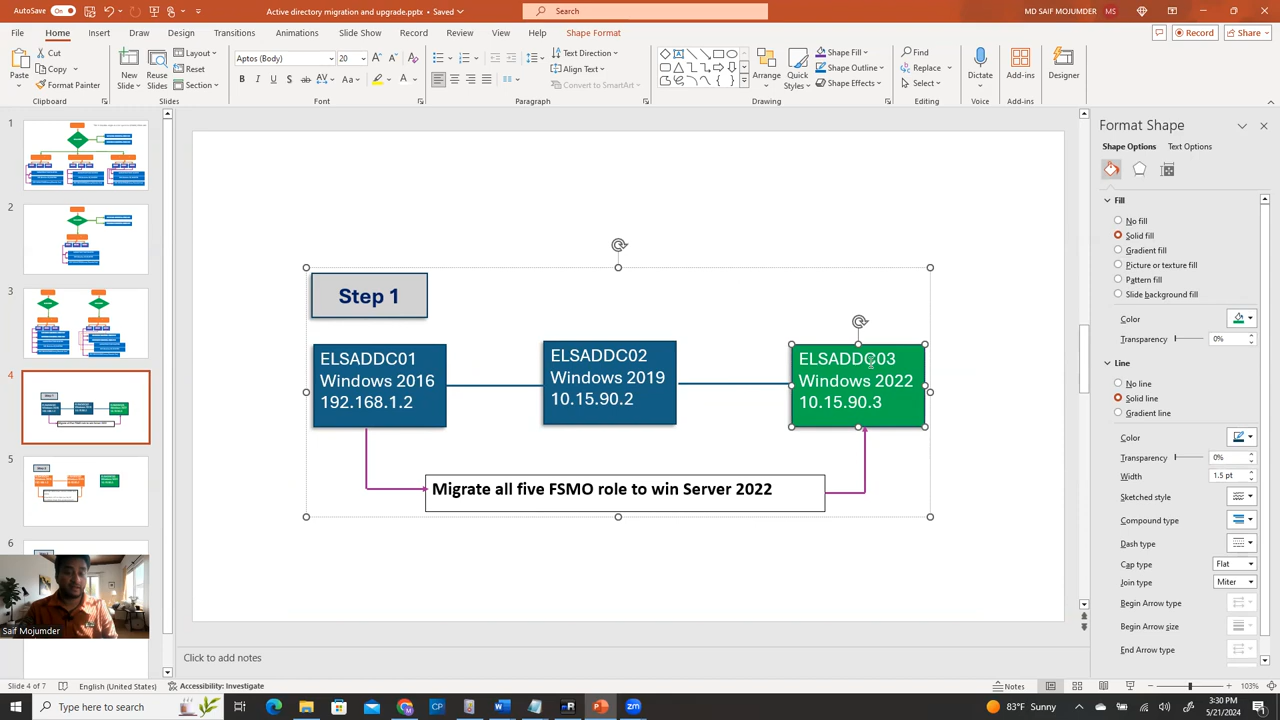 AutoSave On
Active directory migration and upgrade.pptx • Saved
Search
MD SAIF MOJUMDER MS
File Home Insert Draw Design Transitions Animations Slide Show Record Review View Help Shape Format
Record Share
Paste
Cut
Copy
Format Painter
Clipboard
New Slide
Reuse Slides
Layout
Reset
Section
Slides
Aptos (Body) 20
Font
Text Direction
Align Text
Convert to SmartArt
Paragraph
Arrange
Quick Styles
Shape Fill
Shape Outline
Shape Effects
Drawing
Find
Replace
Select
Editing
Dictate
Voice
Add-ins
Add-ins
Designer
1
2
3
4
5
6
Step 1
ELSADDC01
Windows 2016
192.168.1.2
ELSADDC02
Windows 2019
10.15.90.2
ELSADDC03
Windows 2022
10.15.90.3
Migrate all five FSMO role to win Server 2022
Format Shape
Shape Options Text Options
Fill
No fill
Solid fill
Gradient fill
Picture or texture fill
Pattern fill
Slide background fill
Color
Transparency 0%
Line
No line
Solid line
Gradient line
Color
Transparency 0%
Width 1.5 pt
Sketched style
Compound type
Dash type
Cap type Flat
Join type Miter
Begin Arrow type
Begin Arrow size
End Arrow type
Saif Mojumder
Click to add notes
Slide 4 of 7 English (United States) Accessibility: Investigate
Notes 103%
Type here to search
83°F Sunny
3:30 PM
5/21/2024